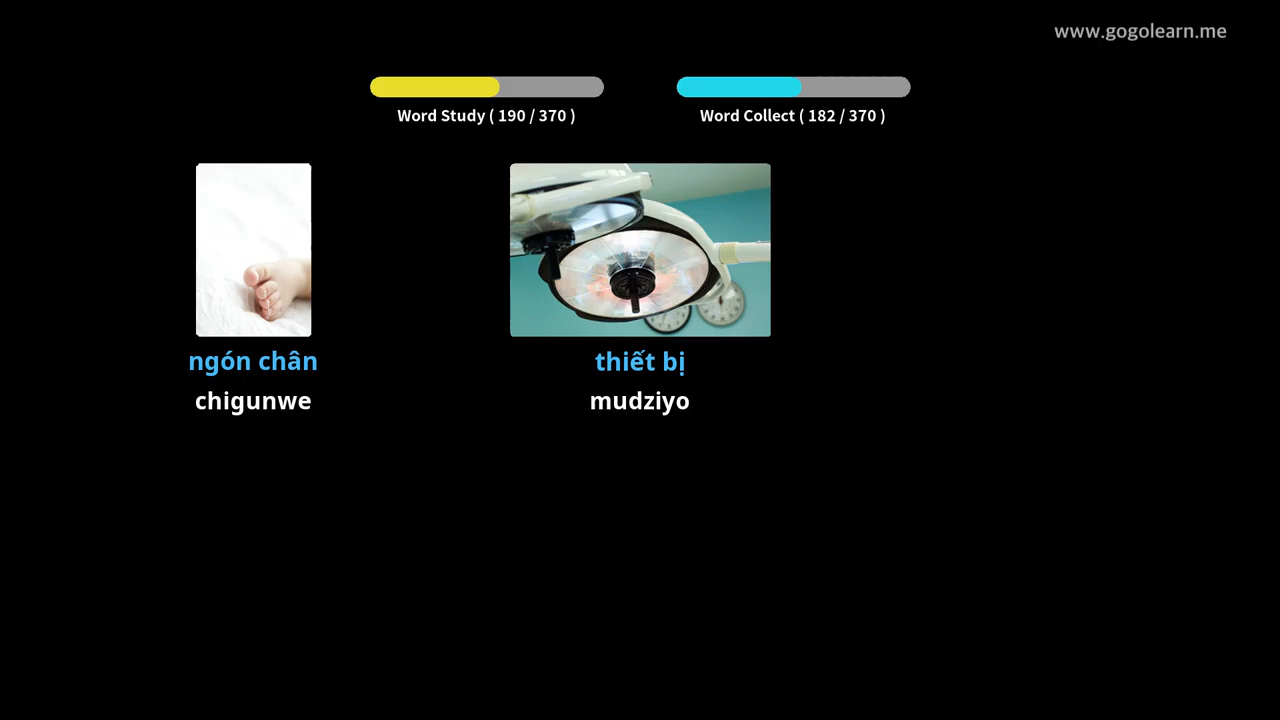 www.gogolearn.me
Word Study ( 190 / 370 )
Word Collect ( 182 / 370 )
ngón chân
chigunwe
thiết bị
mudziyo